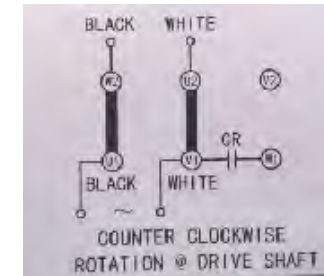 BLACK WHITE
W2 U2 V2
CR
U1 V1 W1
BLACK WHITE
~
COUNTER CLOCKWISE
ROTATION @ DRIVE SHAFT